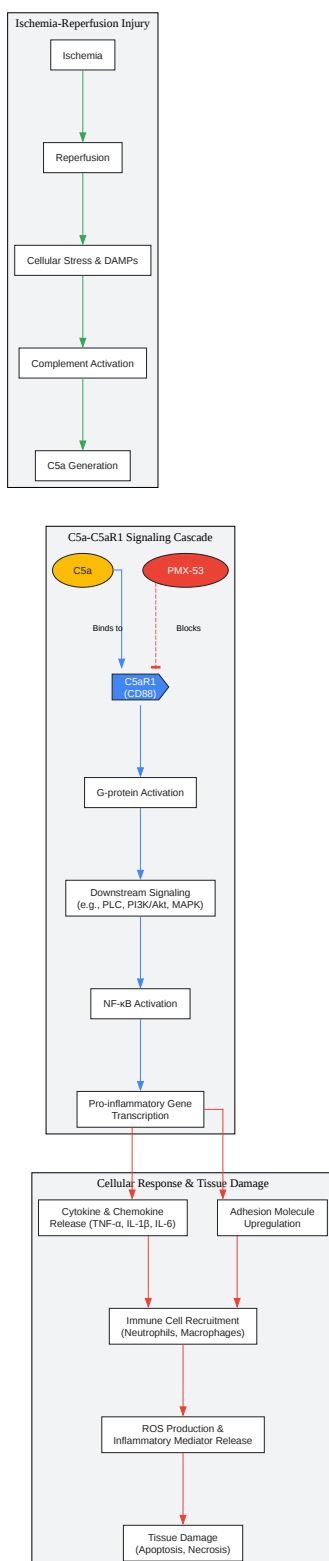 Ischemia-Reperfusion Injury
Ischemia
Reperfusion
Cellular Stress & DAMPs
Complement Activation
C5a Generation
C5a-C5aR1 Signaling Cascade
C5a
PMX-53
Binds to
Blocks
C5aR1
(CD88)
G-protein Activation
Downstream Signaling
(e.g., PLC, PI3K/Akt, MAPK)
NF-κB Activation
Pro-inflammatory Gene
Transcription
Cellular Response & Tissue Damage
Cytokine & Chemokine
Release (TNF-α, IL-1β, IL-6)
Adhesion Molecule
Upregulation
Immune Cell Recruitment
(Neutrophils, Macrophages)
ROS Production &
Inflammatory Mediator Release
Tissue Damage
(Apoptosis, Necrosis)